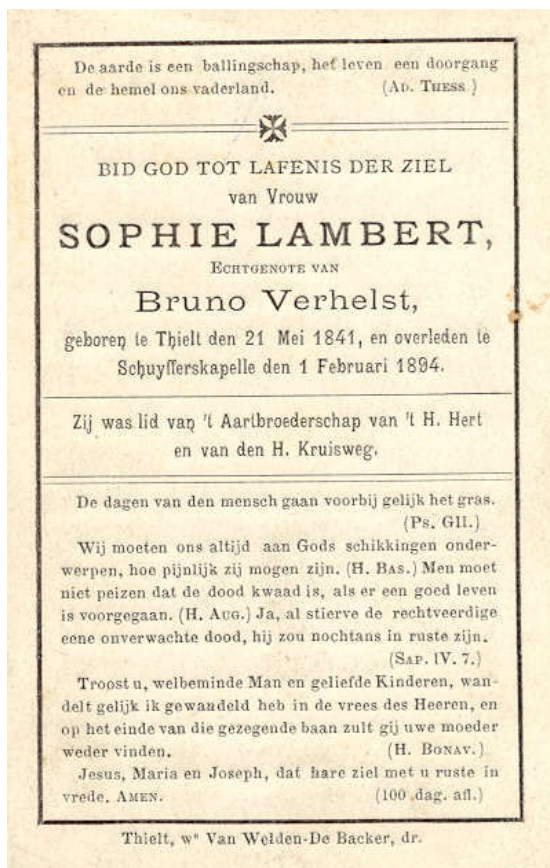 De aarde is een ballingschap, het leven een doorgang
en de hemel ons vaderland. (Ad. Thess )
BID GOD TOT LAFENIS DER ZIEL
van Vrouw
SOPHIE LAMBERT,
Echtgenote van
Bruno Verhelst,
geboren te Thielt den 21 Mei 1841, en overleden te
Schuyfferskapelle den 1 Februari 1894.
Zij was lid van 't Aartbroederschap van 't H. Hert
en van den H. Kruisweg.
De dagen van den mensch gaan voorbij gelijk het gras.
(Ps. GII.)
Wij moeten ons altijd aan Gods schikkingen onder-
werpen, hoe pijnlijk zij mogen zijn. (H. Bas.) Men moet
niet peizen dat de dood kwaad is, als er een goed leven
is voorgegaan. (H. Aug.) Ja, al stierve de rechtveerdige
eene onverwachte dood, hij zou nochtans in ruste zijn.
(Sap. IV. 7.)
Troost u, welbeminde Man en geliefde Kinderen, wan-
delt gelijk ik gewandeld heb in de vrees des Heeren, en
op het einde van die gezegende baan zult gij uwe moeder
weder vinden. (H. Bonav.)
Jesus, Maria en Joseph, dat hare ziel met u ruste in
vrede. Amen. (100 dag. afl.)
Thielt, we Van Welden-De Backer, dr.